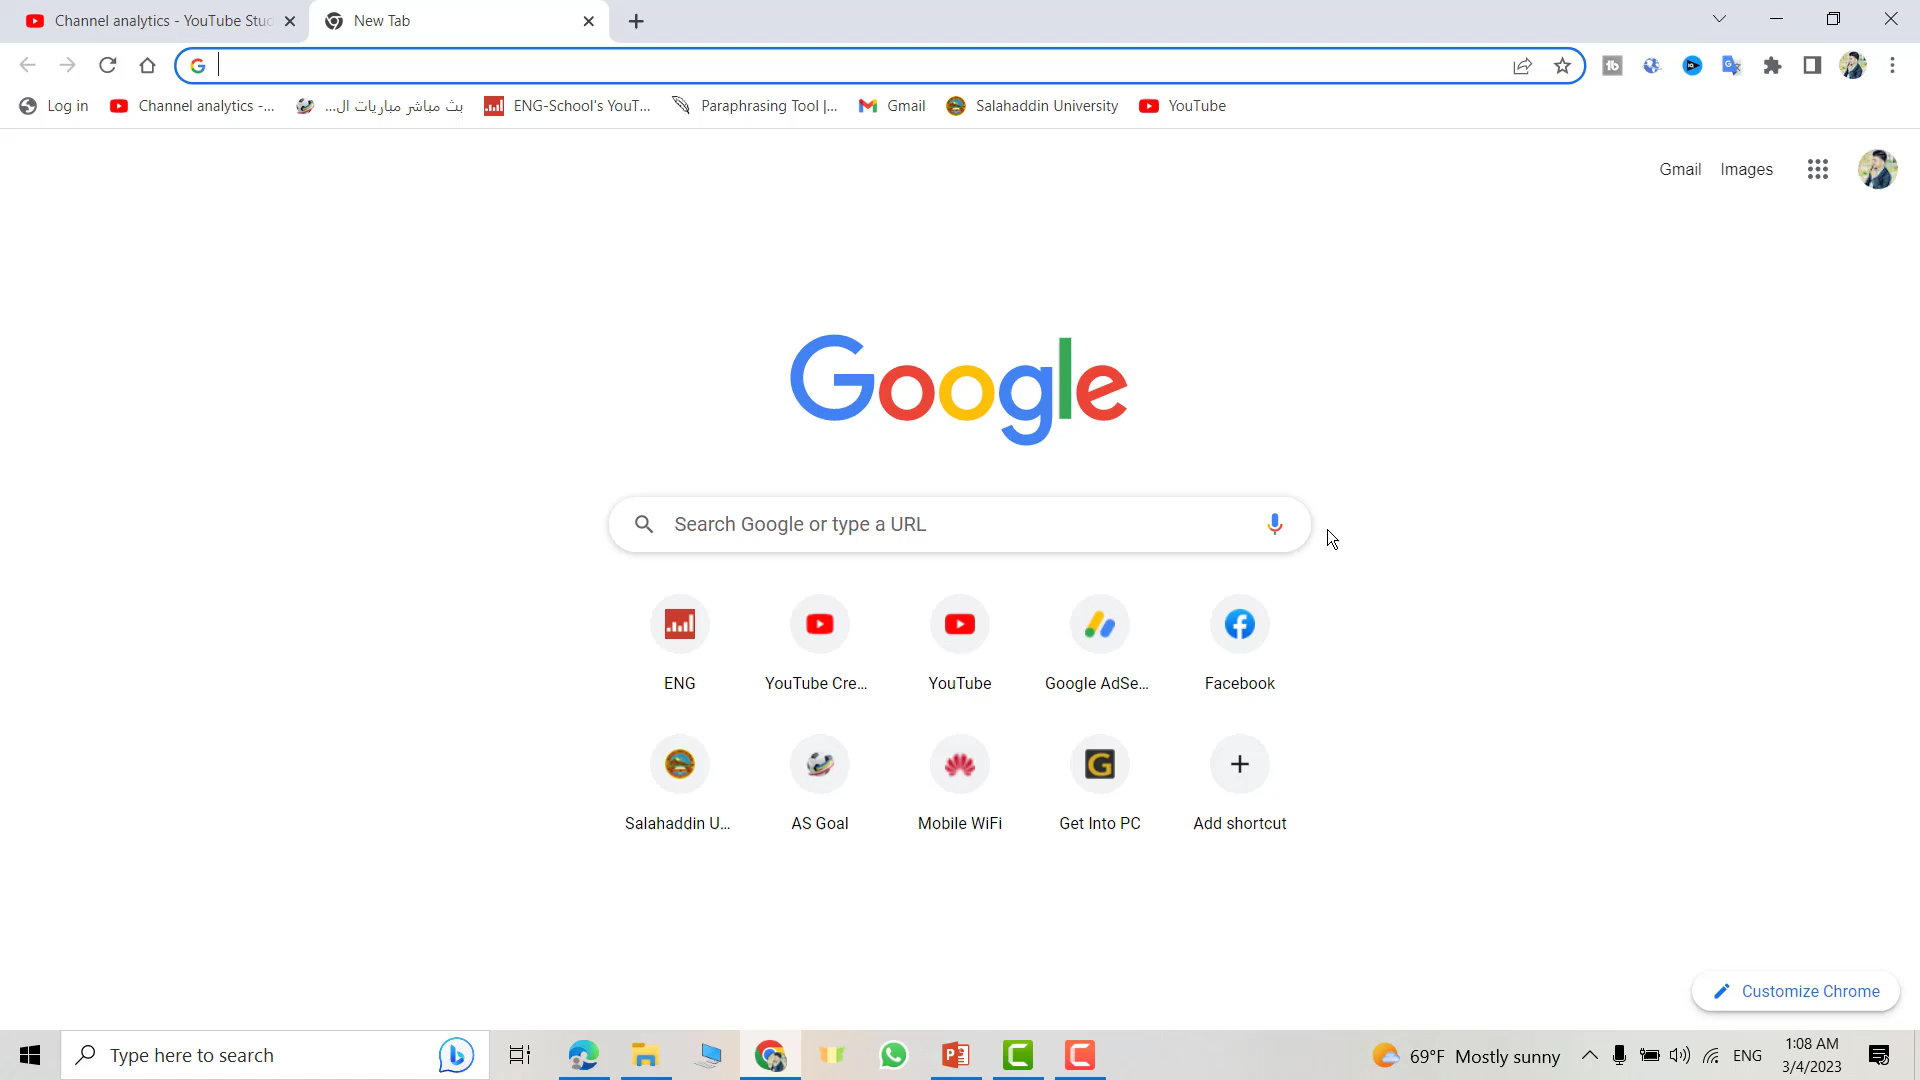 Channel analytics - YouTube Stud
New Tab
Log in
Channel analytics -...
بث مباشر مباريات ال...
ENG-School's YouT...
Paraphrasing Tool |...
Gmail
Salahaddin University
YouTube
Gmail
Images
Google
Search Google or type a URL
ENG
YouTube Cre...
YouTube
Google AdSe...
Facebook
Salahaddin U...
AS Goal
Mobile WiFi
Get Into PC
Add shortcut
Customize Chrome
Type here to search
69°F Mostly sunny
ENG
1:08 AM
3/4/2023